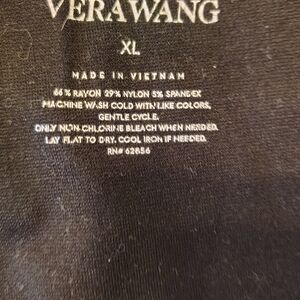 VERAWANG
XL
MADE IN VIETNAM
66% RAYON 29% NYLON 5% SPANDEX
MACHINE WASH COLD WITH LIKE COLORS,
GENTLE CYCLE.
ONLY NON-CHLORINE BLEACH WHEN NEEDED.
LAY FLAT TO DRY. COOL IRON IF NEEDED.
RN# 62856